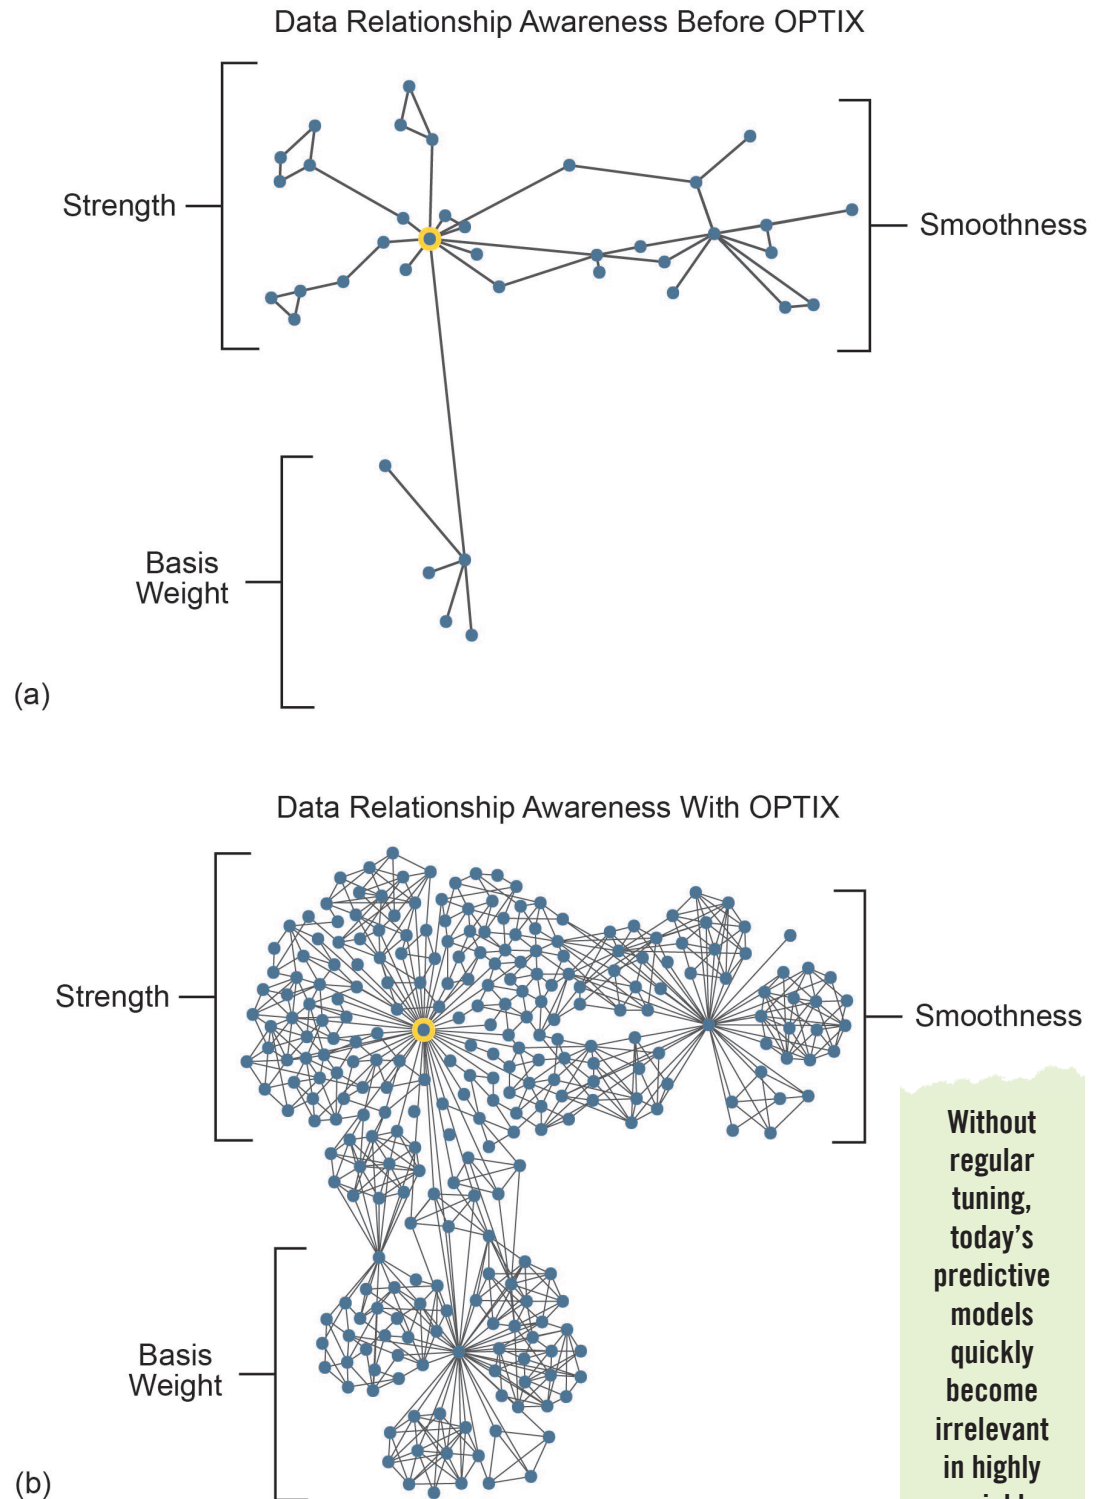 Data Relationship Awareness Before OPTIX
Strength
Smoothness
Basis
Weight
(a)
Data Relationship Awareness With OPTIX
Strength
Smoothness
Without
regular
tuning,
today’s
predictive
models
quickly
become
irrelevant
in highly
Basis
Weight
(b)